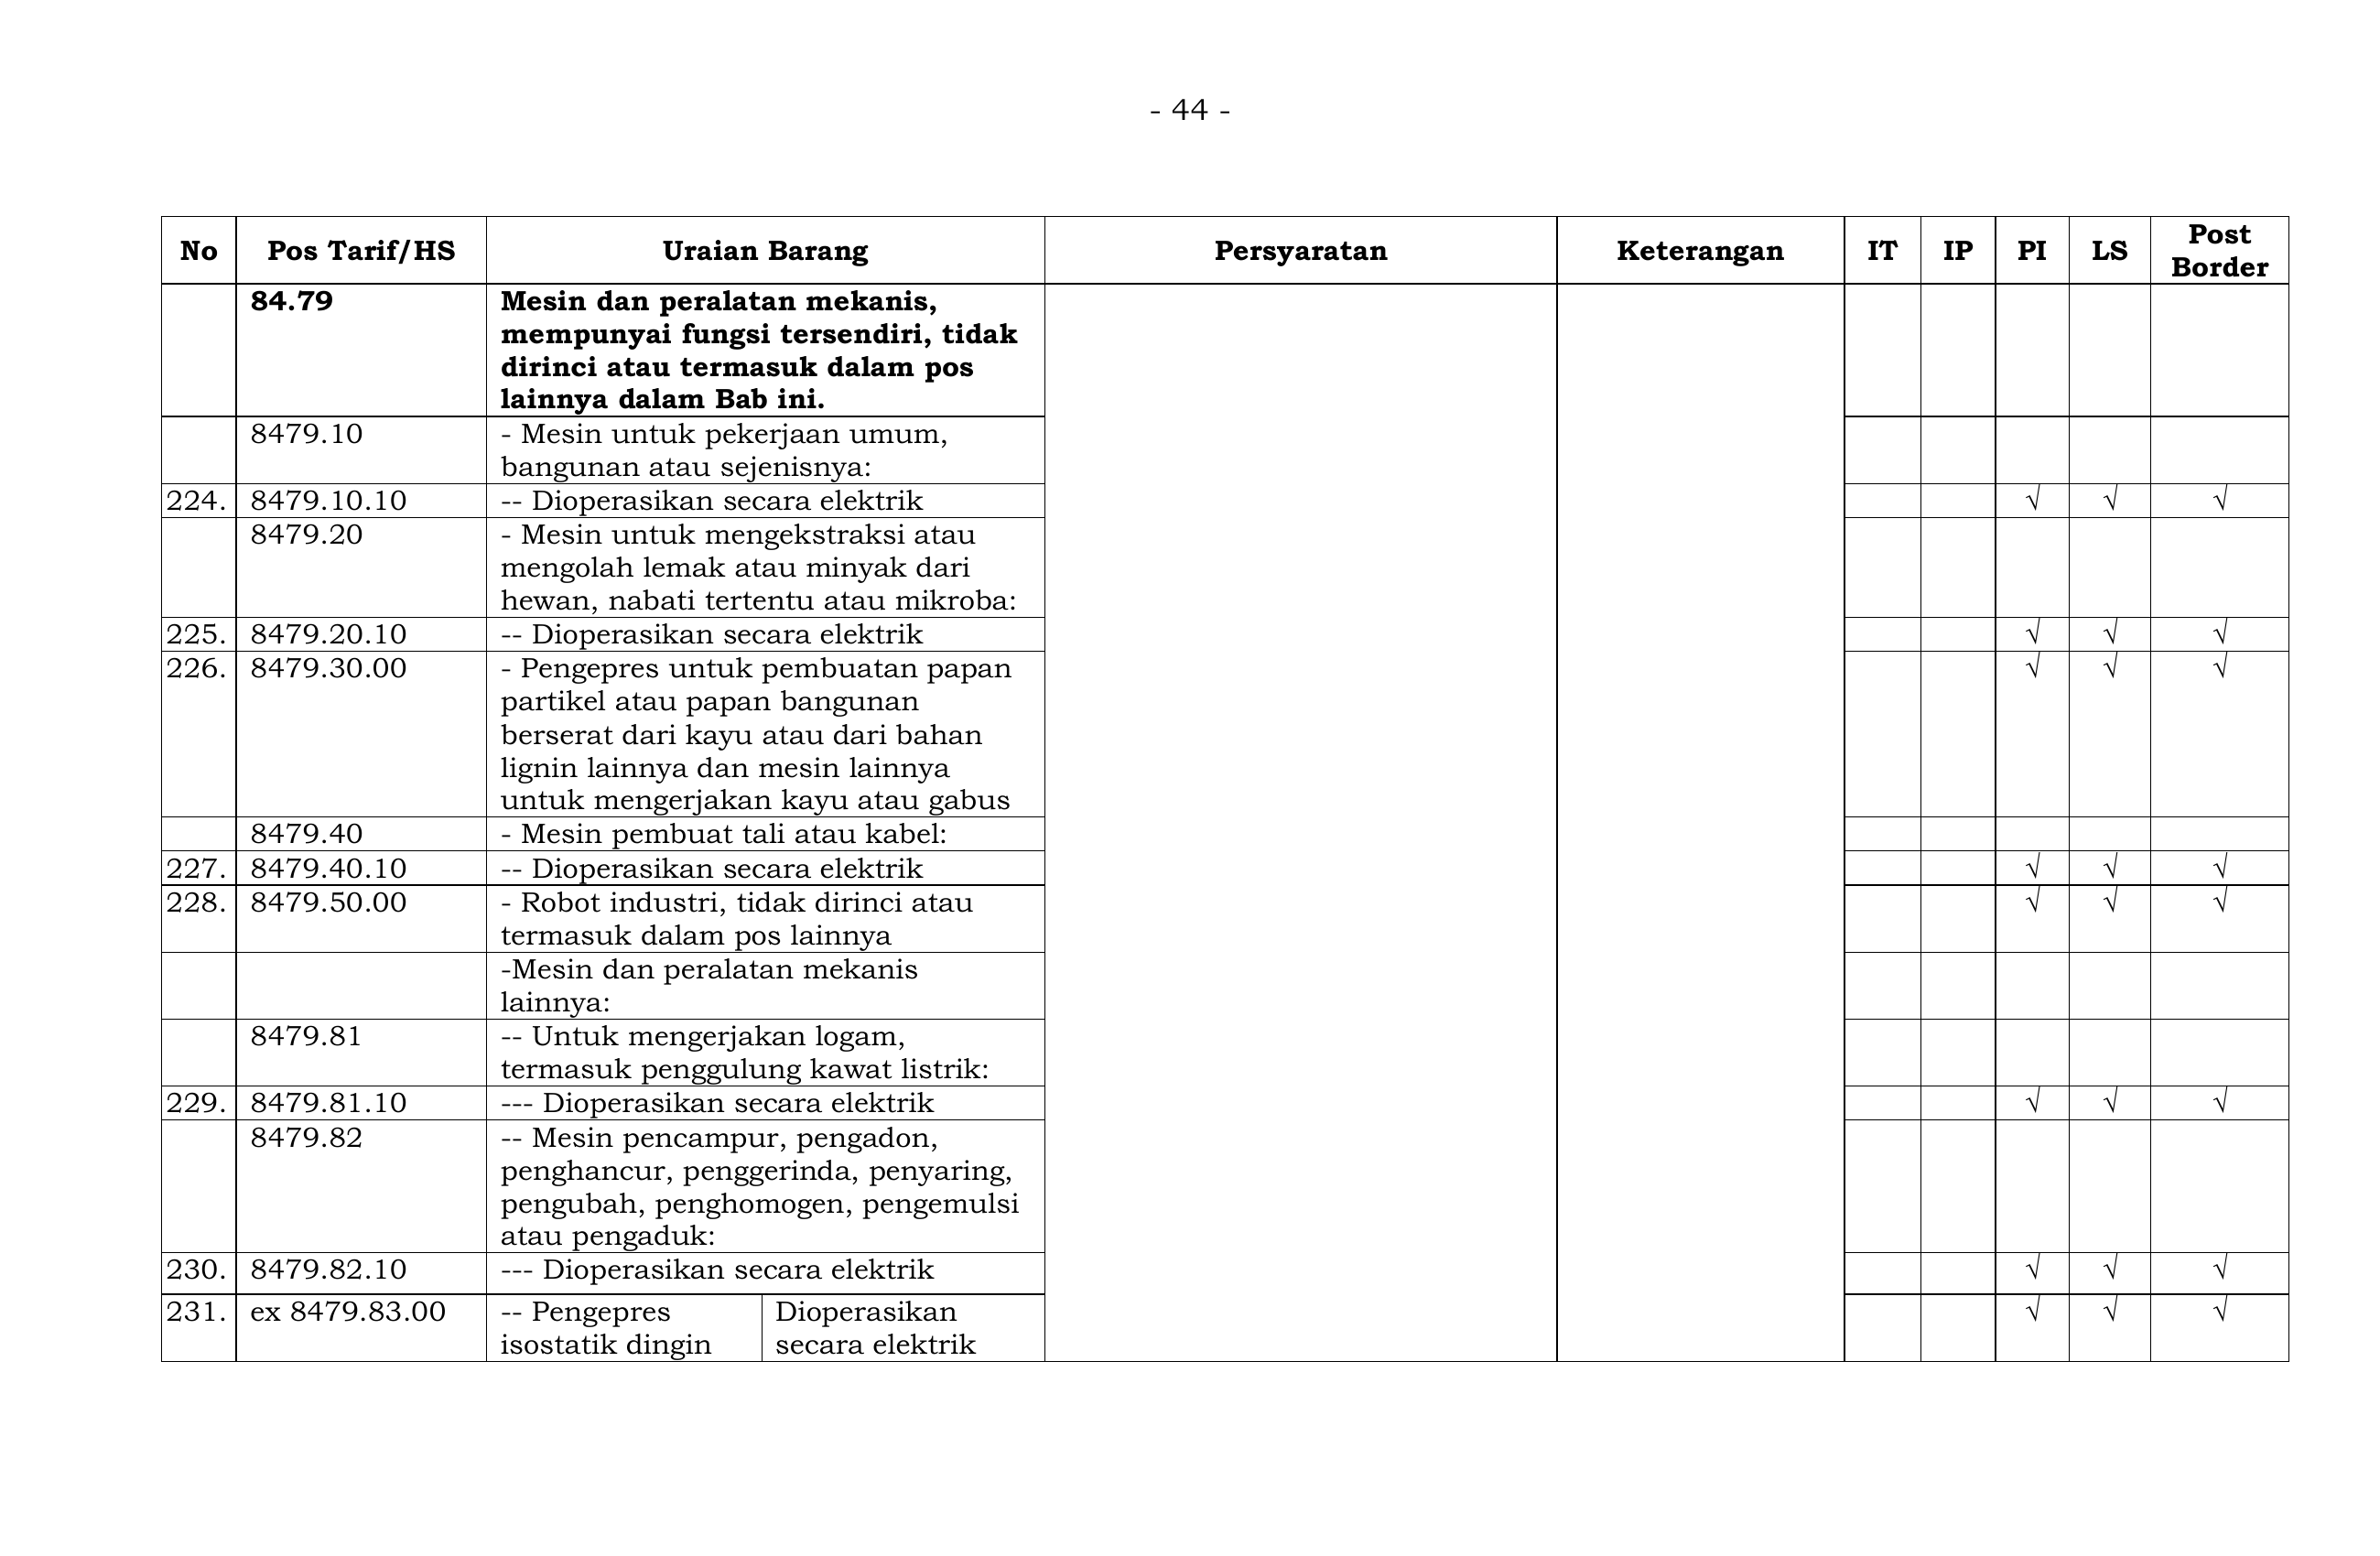 - 44 -
No Pos Tarif/HS Uraian Barang Persyaratan Keterangan IT IP PI LS Post Border
84.79 Mesin dan peralatan mekanis,
mempunyai fungsi tersendiri, tidak
dirinci atau termasuk dalam pos
lainnya dalam Bab ini.
8479.10 - Mesin untuk pekerjaan umum,
bangunan atau sejenisnya:
224. 8479.10.10 -- Dioperasikan secara elektrik √ √ √
8479.20 - Mesin untuk mengekstraksi atau
mengolah lemak atau minyak dari
hewan, nabati tertentu atau mikroba:
225. 8479.20.10 -- Dioperasikan secara elektrik √ √ √
226. 8479.30.00 - Pengepres untuk pembuatan papan √ √ √
partikel atau papan bangunan
berserat dari kayu atau dari bahan
lignin lainnya dan mesin lainnya
untuk mengerjakan kayu atau gabus
8479.40 - Mesin pembuat tali atau kabel:
227. 8479.40.10 -- Dioperasikan secara elektrik √ √ √
228. 8479.50.00 - Robot industri, tidak dirinci atau √ √ √
termasuk dalam pos lainnya
-Mesin dan peralatan mekanis
lainnya:
8479.81 -- Untuk mengerjakan logam,
termasuk penggulung kawat listrik:
229. 8479.81.10 --- Dioperasikan secara elektrik √ √ √
8479.82 -- Mesin pencampur, pengadon,
penghancur, penggerinda, penyaring,
pengubah, penghomogen, pengemulsi
atau pengaduk:
230. 8479.82.10 --- Dioperasikan secara elektrik √ √ √
231. ex 8479.83.00 -- Pengepres Dioperasikan √ √ √
isostatik dingin secara elektrik